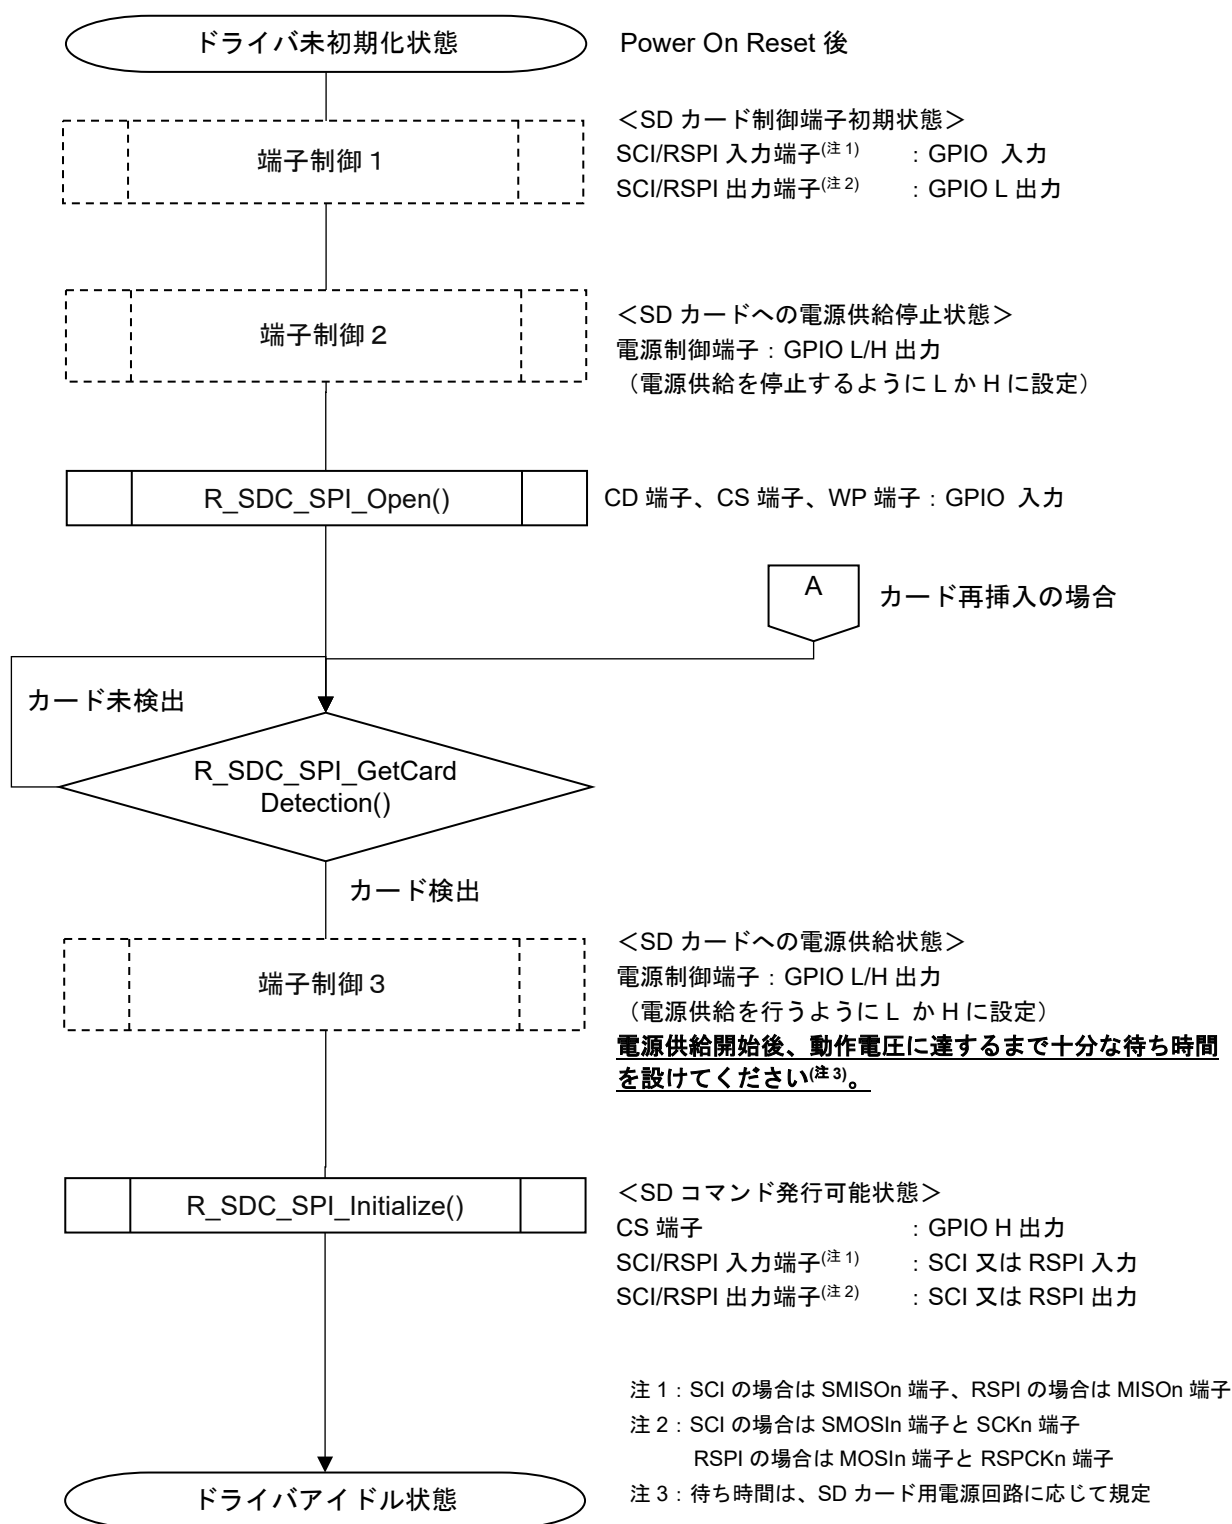 ドライバ未初期化状態
Power On Reset 後
端子制御１
＜SD カード制御端子初期状態＞
SCI/RSPI 入力端子(注 1)　：GPIO 入力
SCI/RSPI 出力端子(注 2)　：GPIO L 出力
端子制御２
＜SD カードへの電源供給停止状態＞
電源制御端子：GPIO L/H 出力
（電源供給を停止するように L か H に設定）
R_SDC_SPI_Open()
CD 端子、CS 端子、WP 端子：GPIO 入力
A
カード再挿入の場合
カード未検出
R_SDC_SPI_GetCard
Detection()
カード検出
端子制御３
＜SD カードへの電源供給状態＞
電源制御端子：GPIO L/H 出力
（電源供給を行うように L か H に設定）
電源供給開始後、動作電圧に達するまで十分な待ち時間
を設けてください(注 3)。
R_SDC_SPI_Initialize()
＜SD コマンド発行可能状態＞
CS 端子　：GPIO H 出力
SCI/RSPI 入力端子(注 1)　：SCI 又は RSPI 入力
SCI/RSPI 出力端子(注 2)　：SCI 又は RSPI 出力
注 1：SCI の場合は SMISOn 端子、RSPI の場合は MISOn 端子
注 2：SCI の場合は SMOSIn 端子と SCKn 端子
RSPI の場合は MOSIn 端子と RSPCKn 端子
注 3：待ち時間は、SD カード用電源回路に応じて規定
ドライバアイドル状態